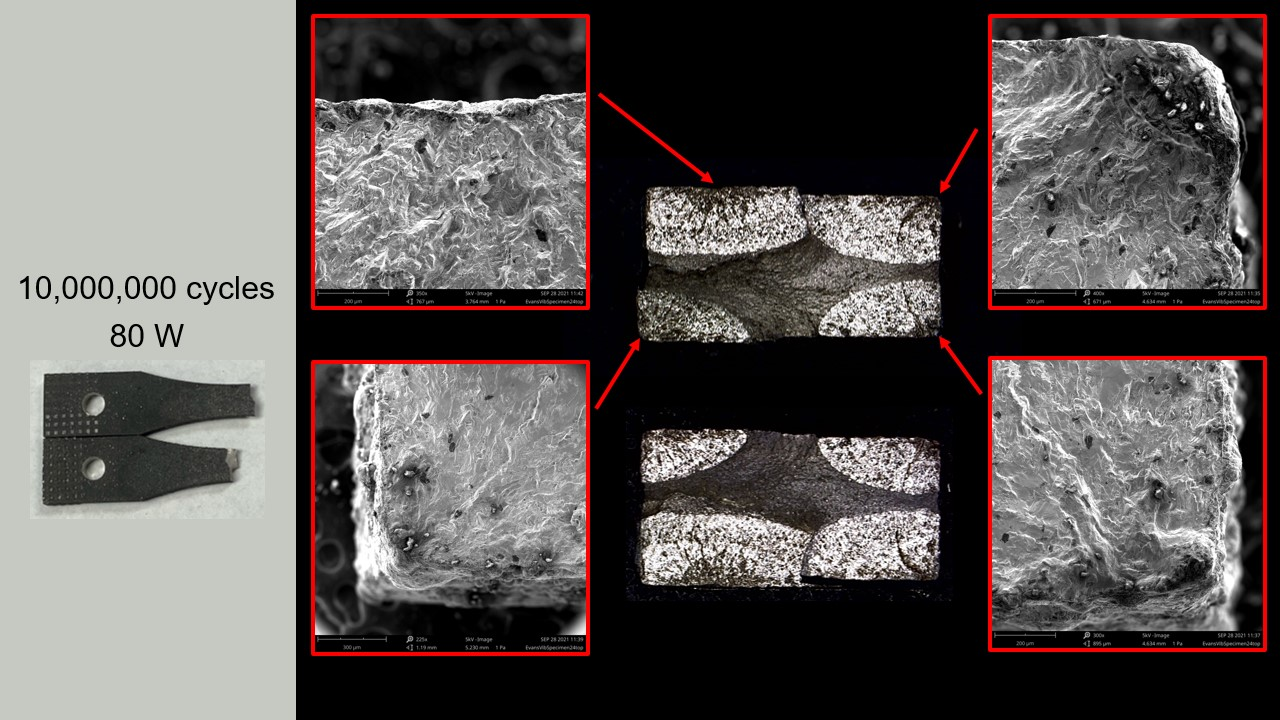 10,000,000 cycles
80 W
200 µm
350x
767 µm
5kV - Image
3.764 mm
1 Pa
SEP 28 2021 11:42
EvansVibSpecimen24top
200 µm
400x
671 µm
5kV - Image
4.634 mm
1 Pa
SEP 28 2021 11:35
EvansVibSpecimen24top
300 µm
225x
1.19 mm
5kV - Image
5.230 mm
1 Pa
SEP 28 2021 11:39
EvansVibSpecimen24top
200 µm
300x
895 µm
5kV - Image
4.634 mm
1 Pa
SEP 28 2021 11:37
EvansVibSpecimen24top